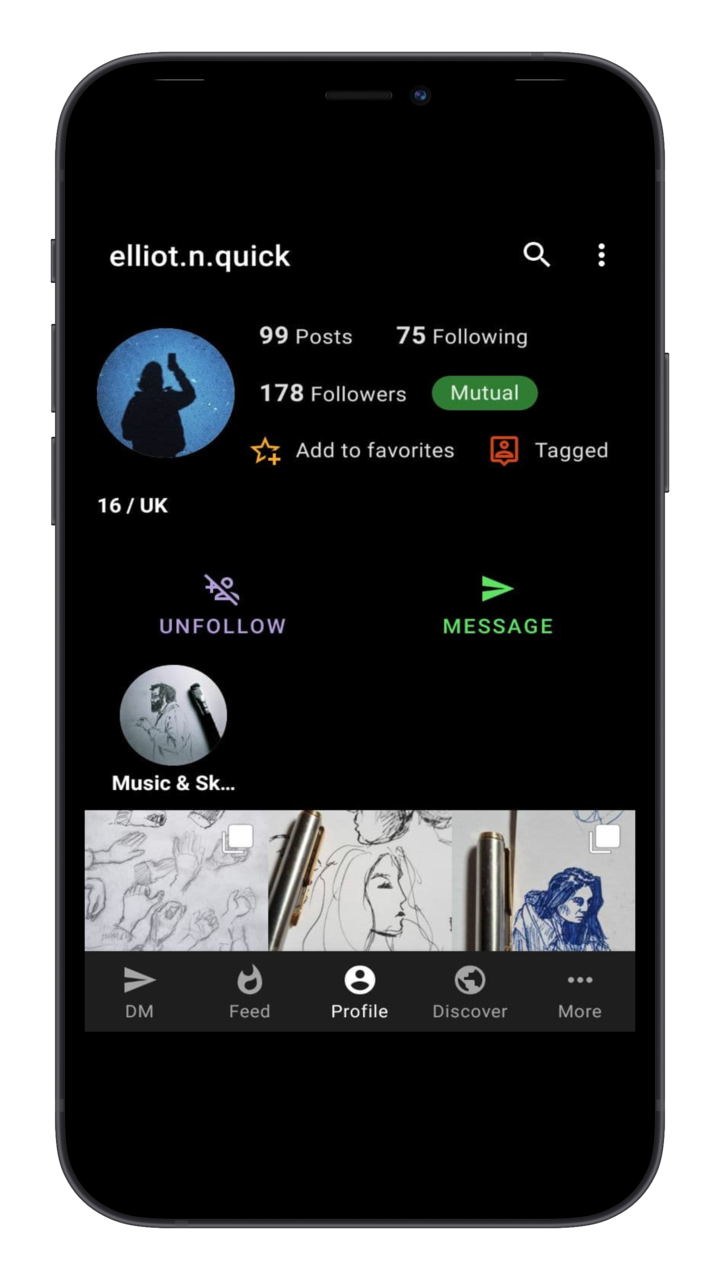 elliot.n.quick
99 Posts 75 Following
178 Followers Mutual
Add to favorites Tagged
16 / UK
UNFOLLOW MESSAGE
Music & Sk...
DM Feed Profile Discover More